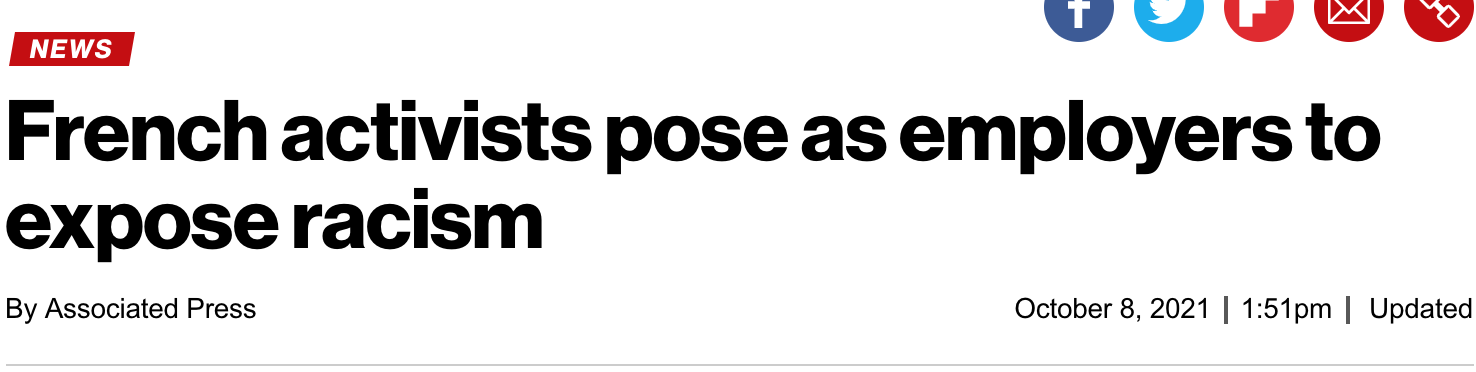 NEWS
French activists pose as employers to
expose racism
By Associated Press
October 8, 2021 | 1:51pm | Updated